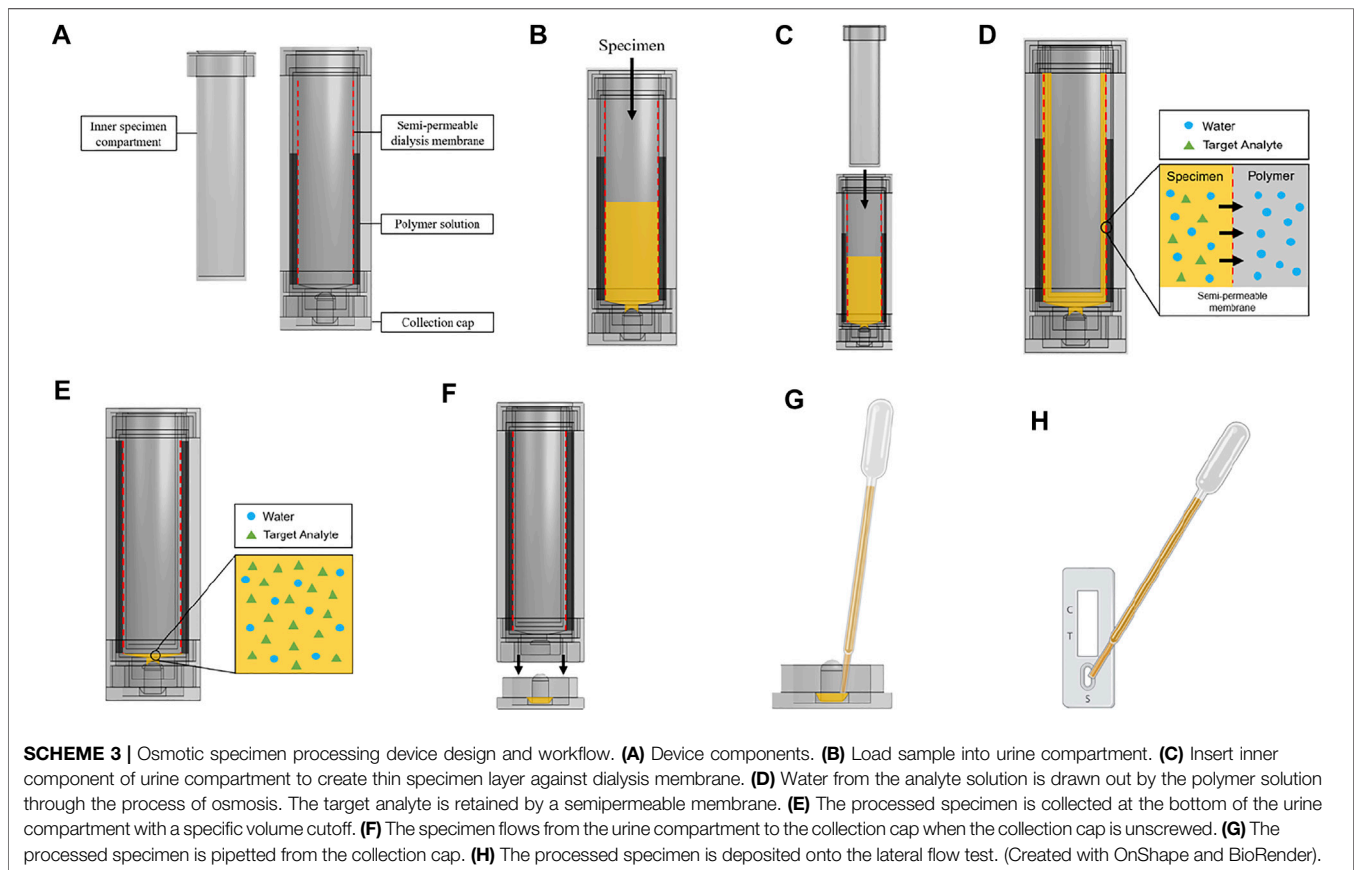 A
Inner specimen
compartment
Semi-permeable
dialysis membrane
Polymer solution
Collection cap
B
Specimen
C
D
Water
Target Analyte
Specimen
Polymer
Semi-permeable
membrane
E
Water
Target Analyte
F
G
H
C
T
S
SCHEME 3 | Osmotic specimen processing device design and workflow. (A) Device components. (B) Load sample into urine compartment. (C) Insert inner
component of urine compartment to create thin specimen layer against dialysis membrane. (D) Water from the analyte solution is drawn out by the polymer solution
through the process of osmosis. The target analyte is retained by a semipermeable membrane. (E) The processed specimen is collected at the bottom of the urine
compartment with a specific volume cutoff. (F) The specimen flows from the urine compartment to the collection cap when the collection cap is unscrewed. (G) The
processed specimen is pipetted from the collection cap. (H) The processed specimen is deposited onto the lateral flow test. (Created with OnShape and BioRender).